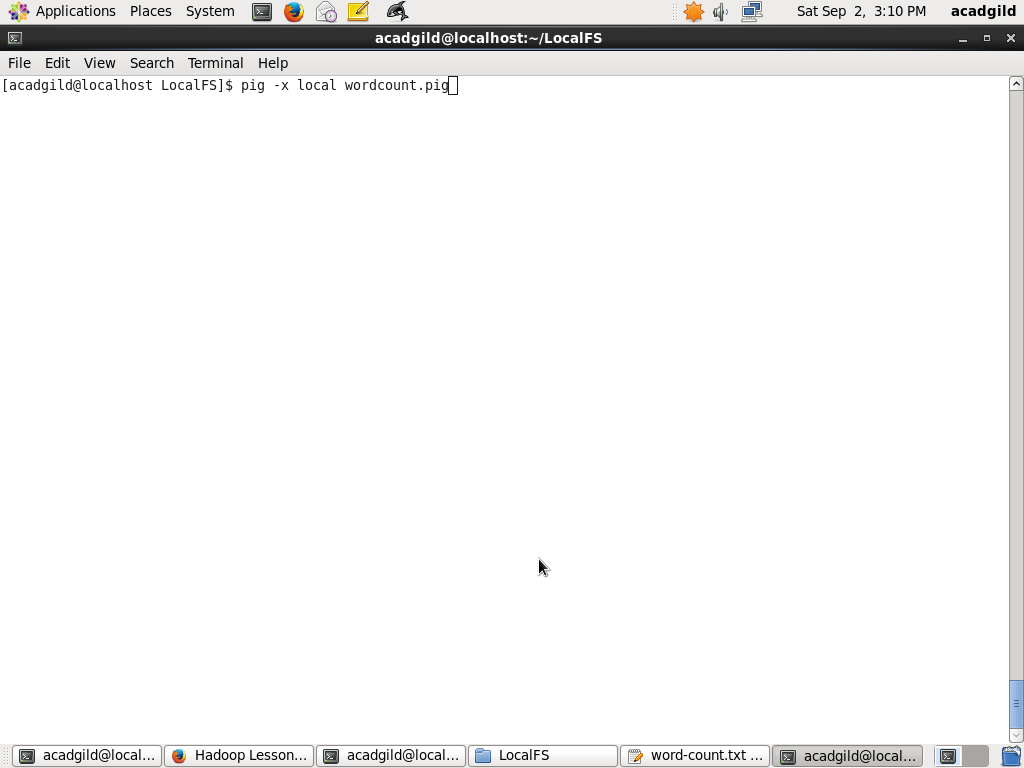 Applications Places System Sat Sep 2, 3:10 PM acadgild
acadgild@localhost:~/LocalFS
File Edit View Search Terminal Help
[acadgild@localhost LocalFS]$ pig -x local wordcount.pig
acadgild@local... Hadoop Lesson... acadgild@local... LocalFS word-count.txt ... acadgild@local...